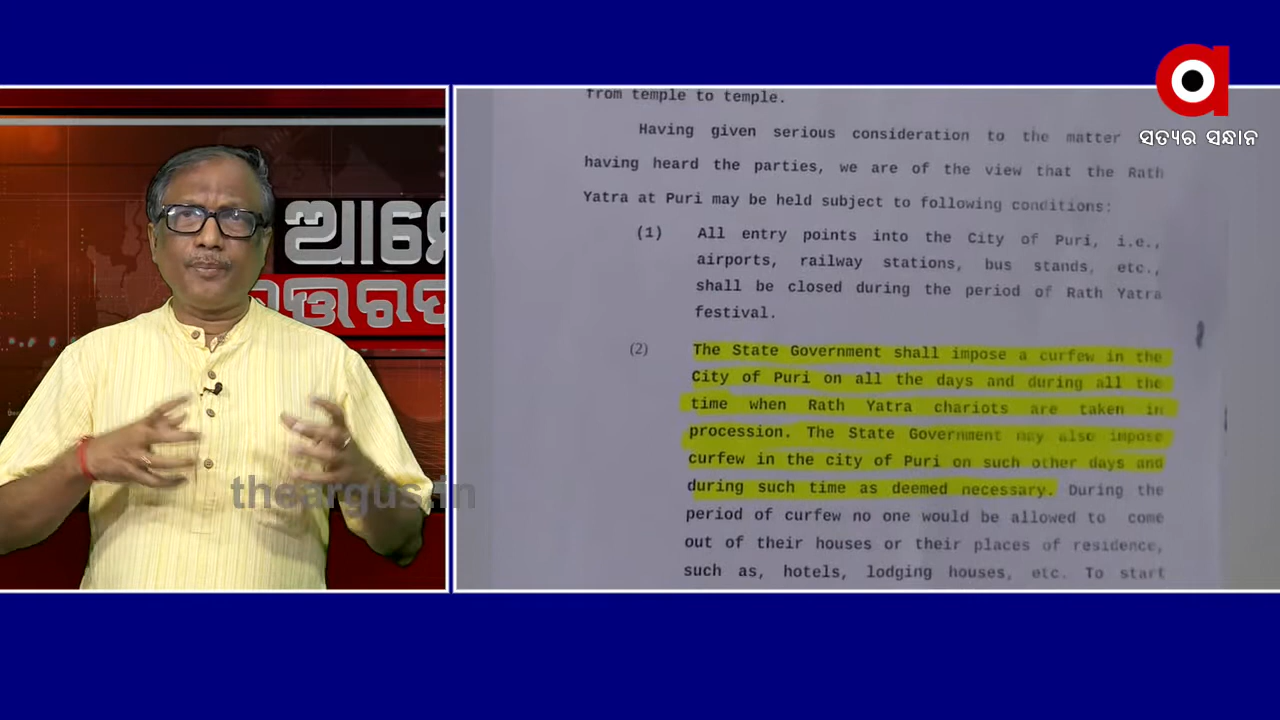 ସତ୍ୟର ସନ୍ଧାନ
ଆମେ
theargus.in
from temple to temple.
Having given serious consideration to the matter
having heard the parties, we are of the view that the Rath
Yatra at Puri may be held subject to following conditions:
(1) All entry points into the City of Puri, i.e.,
airports, railway stations, bus stands, etc.,
shall be closed during the period of Rath Yatra
festival.
(2) The State Government shall impose a curfew in the
City of Puri on all the days and during all the
time when Rath Yatra chariots are taken in
procession. The State Government may also impose
curfew in the city of Puri on such other days and
during such time as deemed necessary. During the
period of curfew no one would be allowed to come
out of their houses or their places of residence,
such as, hotels, lodging houses, etc. To start